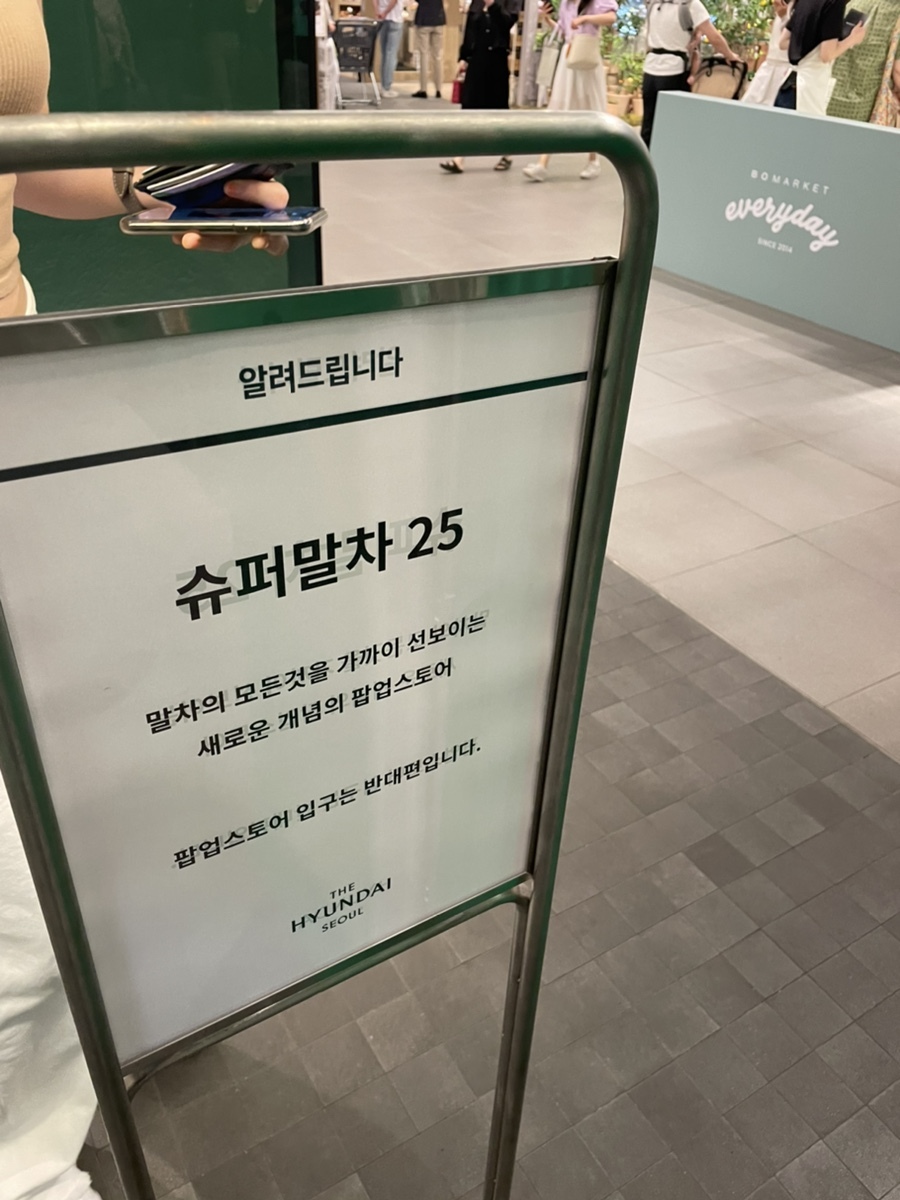 BOMARKET
everyday
SINCE 2014
알려드립니다
슈퍼말차 25
말차의 모든것을 가까이 선보이는
새로운 개념의 팝업스토어
팝업스토어 입구는 반대편입니다.
THE
HYUNDAI
SEOUL